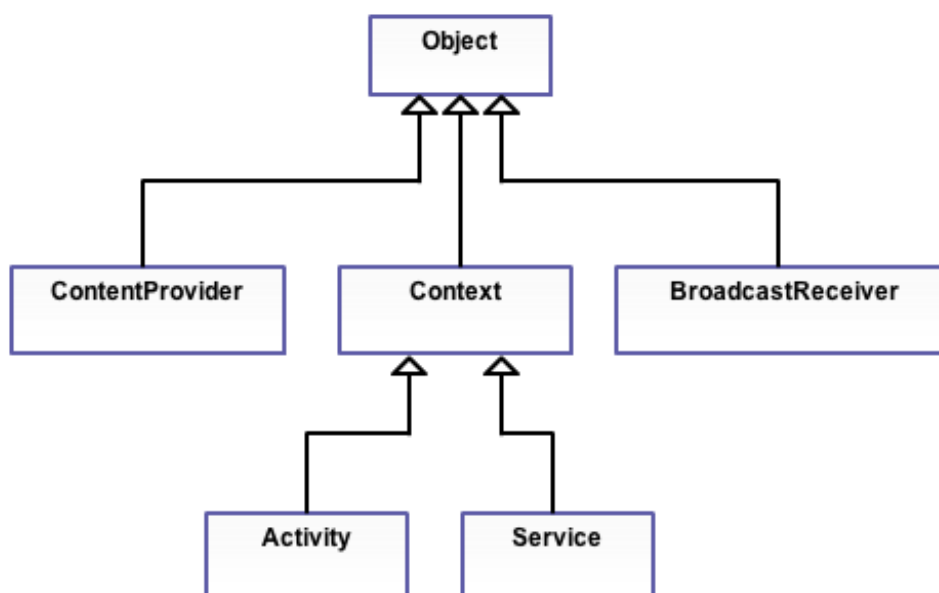 Object
ContentProvider
Context
BroadcastReceiver
Activity
Service